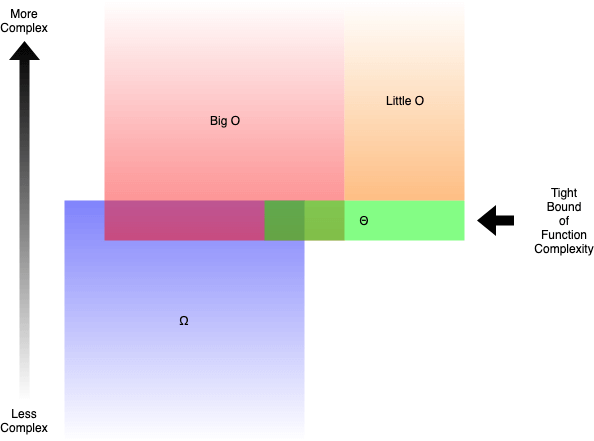 More
Complex
Big O
Little O
Θ
Tight
Bound
of
Function
Complexity
Ω
Less
Complex